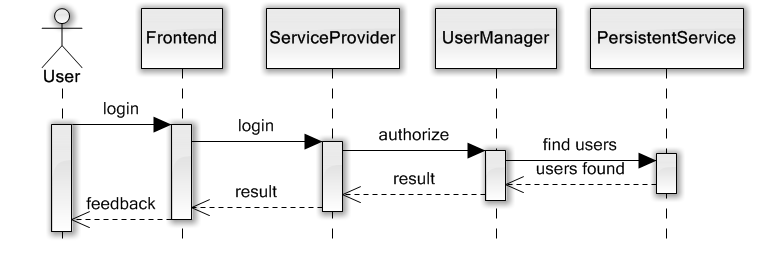 User
Frontend
ServiceProvider
UserManager
PersistentService
login
login
authorize
find users
users found
result
result
feedback